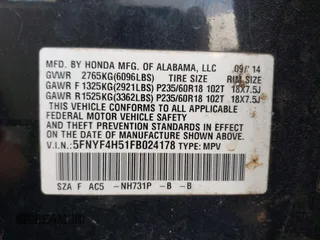 MFD. BY HONDA MFG. OF ALABAMA, LLC 09/ 14
GVWR 2765KG(6096LBS) TIRE SIZE RIM SIZE
GAWR F 1325KG(2921LBS) P235/60R18 102T 18X7.5J
GAWR R 1525KG(3362LBS) P235/60R18 102T 18X7.5J
THIS VEHICLE CONFORMS TO ALL APPLICABLE
FEDERAL MOTOR VEHICLE SAFETY AND
THEFT PREVENTION STANDARDS IN EFFECT ON
THE DATE OF MANUFACTURE SHOWN ABOVE.
V.I.N.:5FNYF4H51FB024178 TYPE: MPV
SZA F AC5 -NH731P -B -B